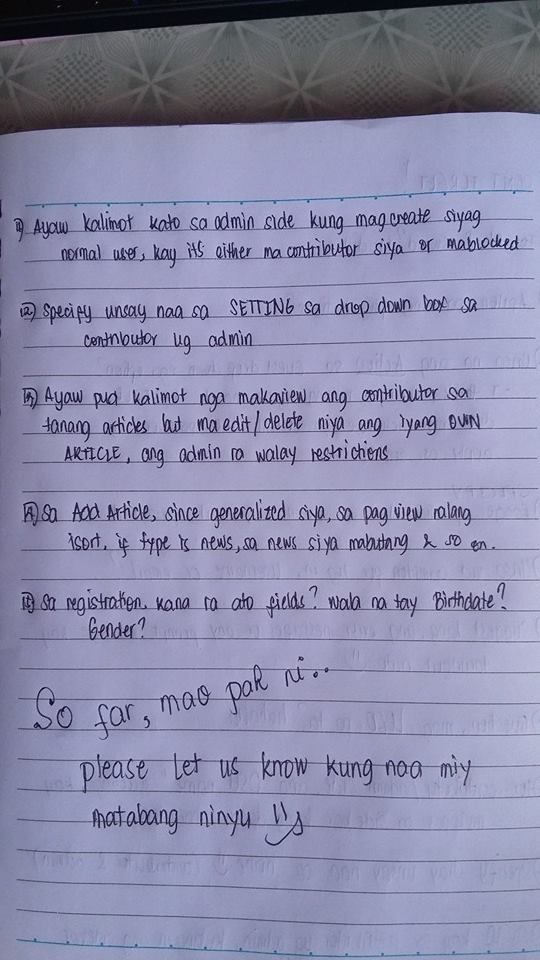 11) Ayaw kalimot kato sa admin side kung magcreate siyag
normal user, kay its either ma contributor siya or mablocked
12) Specify unsay naa sa SETTING sa drop down box sa
contributor ug admin
13) Ayaw pud kalimot nga makaview ang contributor sa
tanang articles but ma edit/delete niya ang iyang OWN
ARTICLE, ang admin ra walay restrictions
14) Sa Add Article, since generalized siya, sa pag view nalang
isort, if type is news, sa news siya mabutang & so on.
15) Sa registration, kana ra ato fields? Wala na tay Birthdate?
Gender?
So far, mao pak ni..
please let us know kung naa miy
matabang ninyu